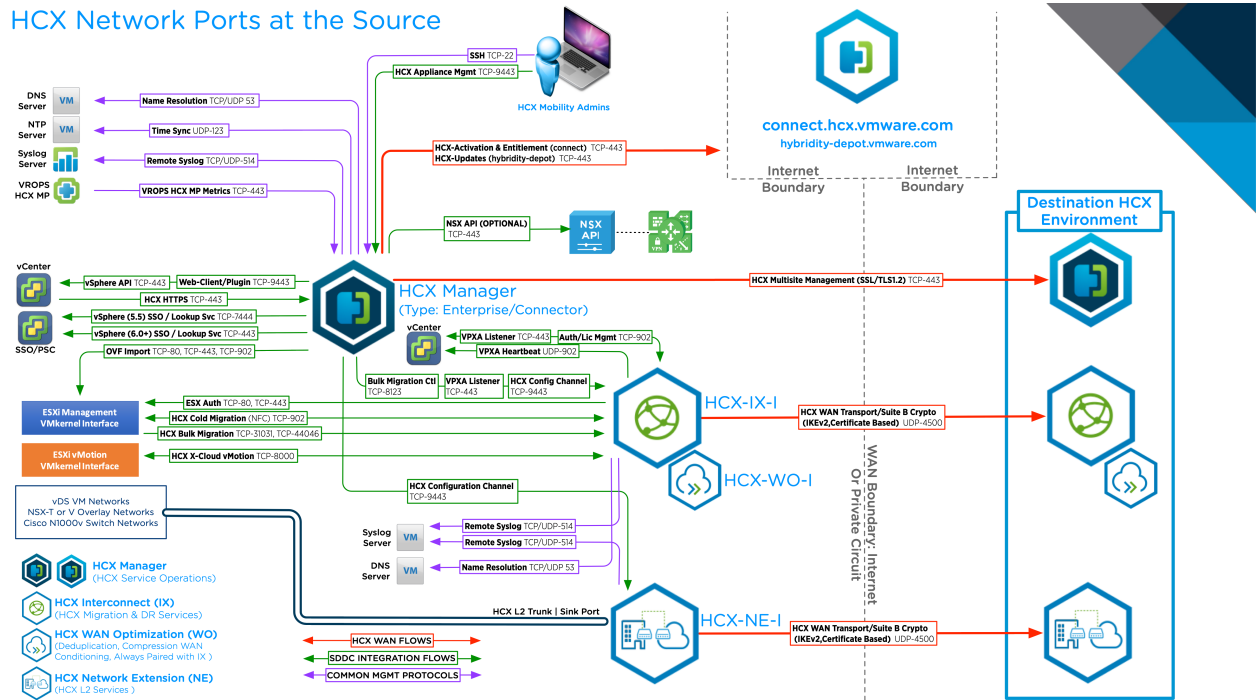 HCX Network Ports at the Source
SSH TCP-22
HCX Appliance Mgmt TCP-9443
HCX Mobility Admins
connect.hcx.vmware.com
hybridity-depot.vmware.com
Internet
Boundary
Internet
Boundary
DNS
Server
VM
Name Resolution TCP/UDP 53
NTP
Server
VM
Time Sync UDP-123
Syslog
Server
Remote Syslog TCP/UDP-514
VROPS
HCX MP
VROPS HCX MP Metrics TCP-443
HCX-Activation & Entitlement (connect) TCP-443
HCX-Updates (hybridity-depot) TCP-443
NSX API (OPTIONAL)
TCP-443
NSX
API
VPN
Destination HCX
Environment
vCenter
vSphere API TCP-443
Web-Client/Plugin TCP-9443
HCX HTTPS TCP-443
vSphere (5.5) SSO / Lookup Svc TCP-7444
vSphere (6.0+) SSO / Lookup Svc TCP-443
SSO/PSC
OVF Import TCP-80, TCP-443, TCP-902
HCX Manager
(Type: Enterprise/Connector)
HCX Multisite Management (SSL/TLS1.2) TCP-443
vCenter
VPXA Listener TCP-443
Auth/Lic Mgmt TCP-902
VPXA Heartbeat UDP-902
Bulk Migration Ctl
TCP-8123
VPXA Listener
TCP-443
HCX Config Channel
TCP-9443
ESXi Management
VMkernel Interface
ESX Auth TCP-80, TCP-443
HCX Cold Migration (NFC) TCP-902
HCX Bulk Migration TCP-31031, TCP-44046
ESXi vMotion
VMkernel Interface
HCX X-Cloud vMotion TCP-8000
HCX-IX-I
HCX WAN Transport/Suite B Crypto
(IKEv2,Certificate Based) UDP-4500
HCX-WO-I
WAN Boundary: Internet
Or Private Circuit
HCX Configuration Channel
TCP-9443
vDS VM Networks
NSX-T or V Overlay Networks
Cisco N1000v Switch Networks
Syslog
Server
VM
Remote Syslog TCP/UDP-514
Remote Syslog TCP/UDP-514
DNS
Server
VM
Name Resolution TCP/UDP 53
HCX L2 Trunk | Sink Port
HCX-NE-I
HCX WAN Transport/Suite B Crypto
(IKEv2,Certificate Based) UDP-4500
HCX Manager
(HCX Service Operations)
HCX Interconnect (IX)
(HCX Migration & DR Services)
HCX WAN Optimization (WO)
(Deduplication, Compression WAN
Conditioning, Always Paired with IX )
HCX Network Extension (NE)
(HCX L2 Services )
HCX WAN FLOWS
SDDC INTEGRATION FLOWS
COMMON MGMT PROTOCOLS